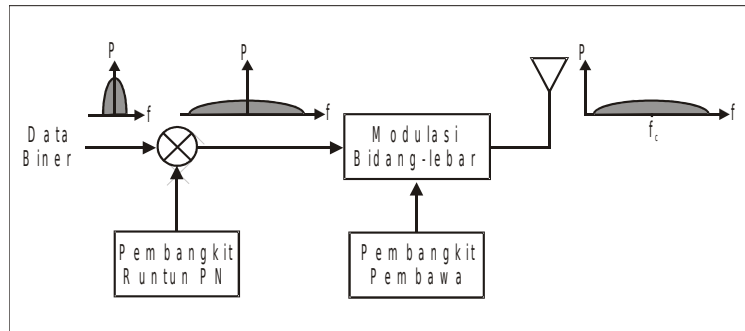 P
f
P
f
P
f
f c
Data
Biner
Modulasi
Bidang-lebar
Pembangkit
Runtun PN
Pembangkit
Pembawa